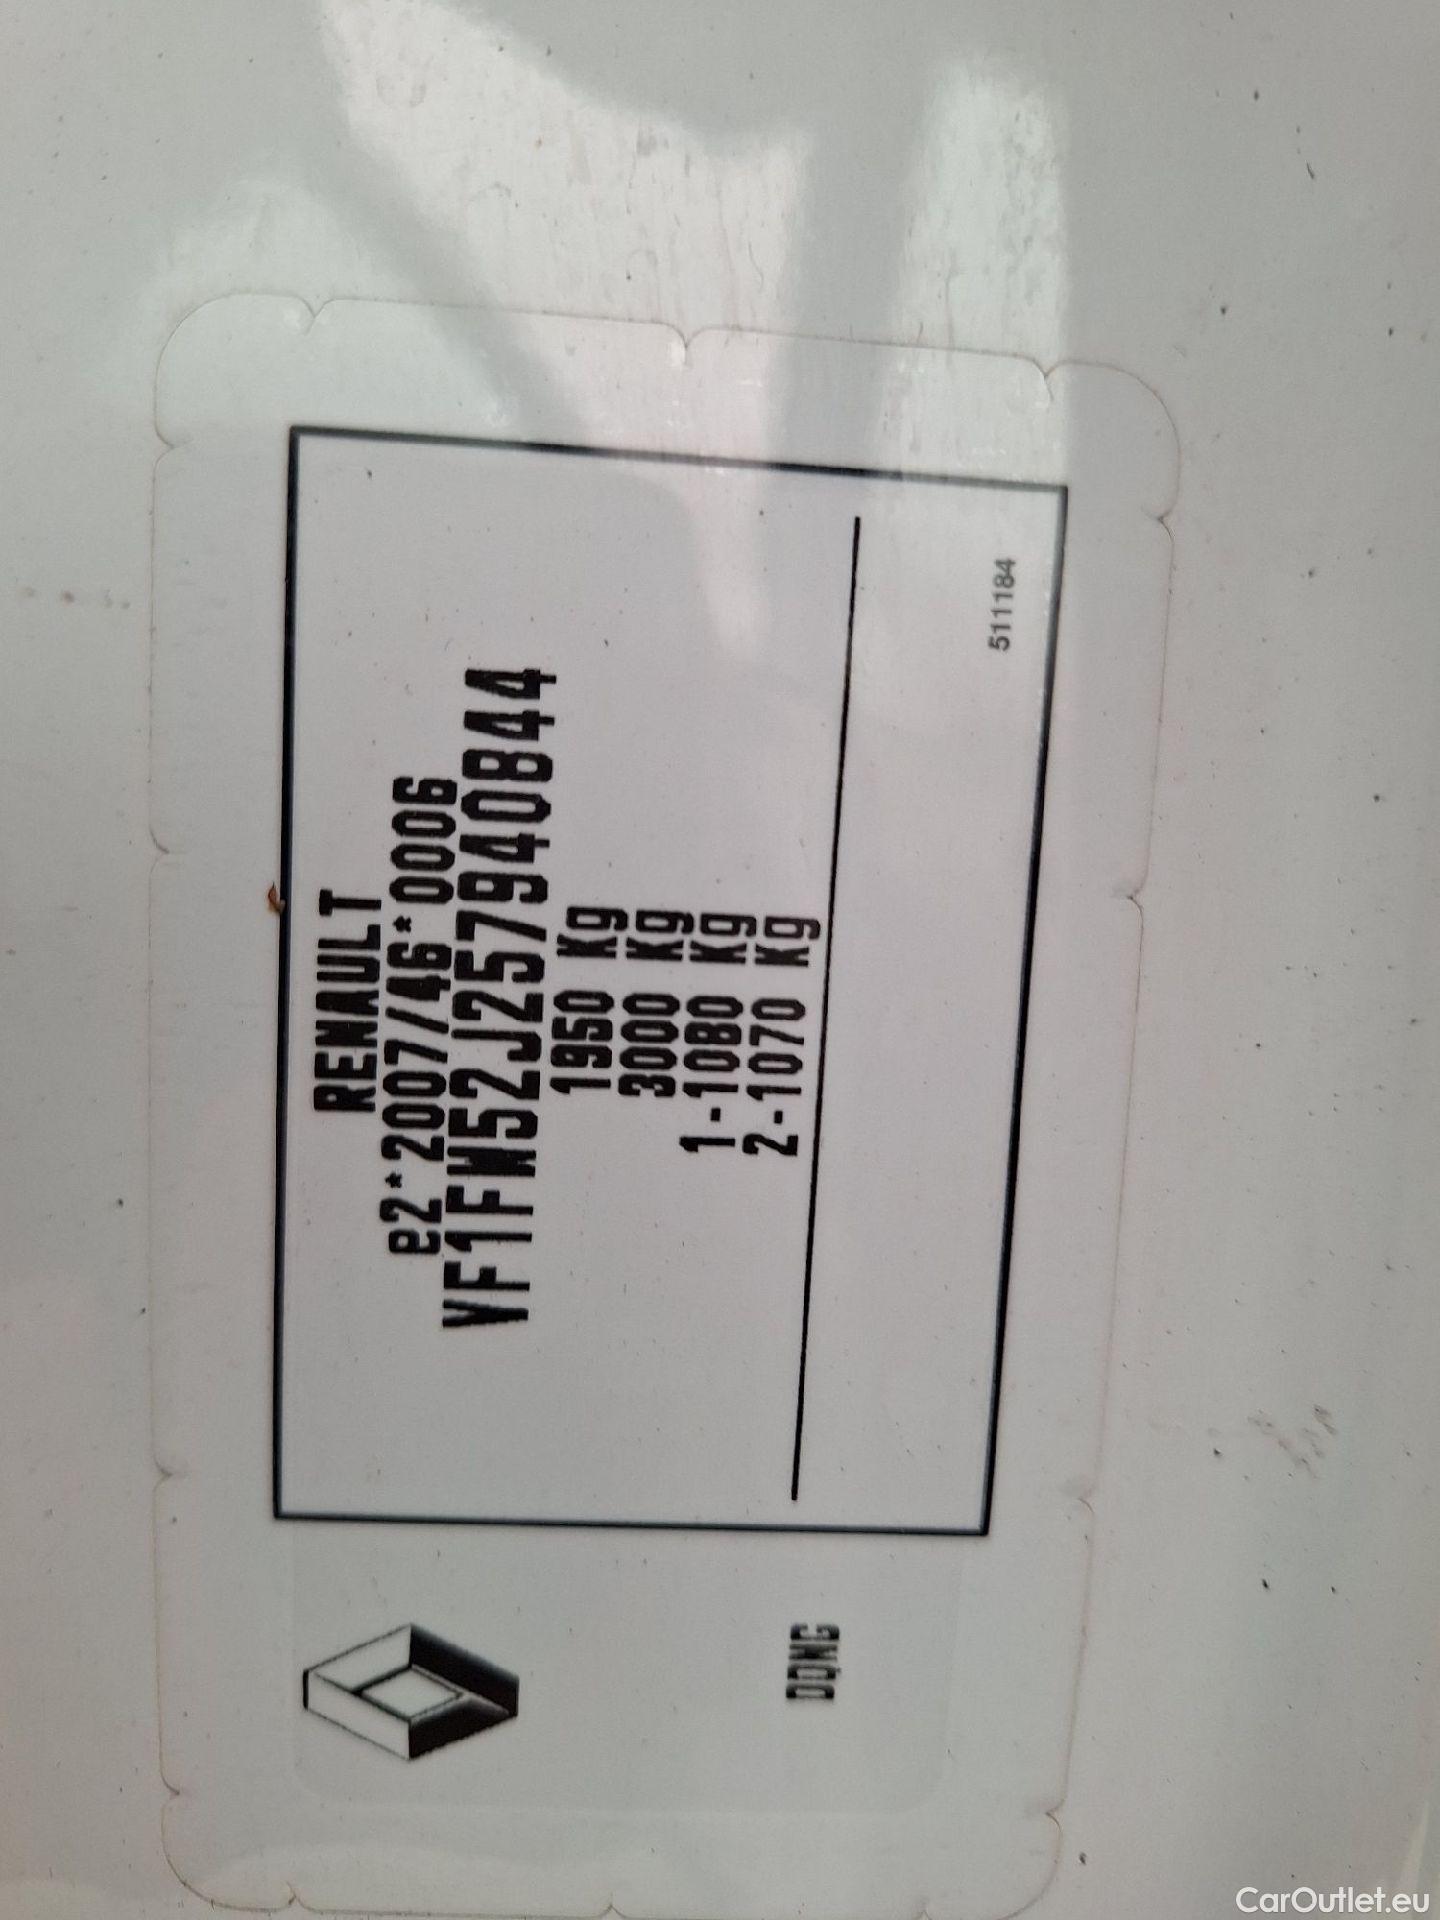 RENAULT
e2*2007/46*0006
VF1FW52J257940844
1950 Kg
3000 Kg
1-1080 Kg
2-1070 Kg
511184
CarOutlet.eu